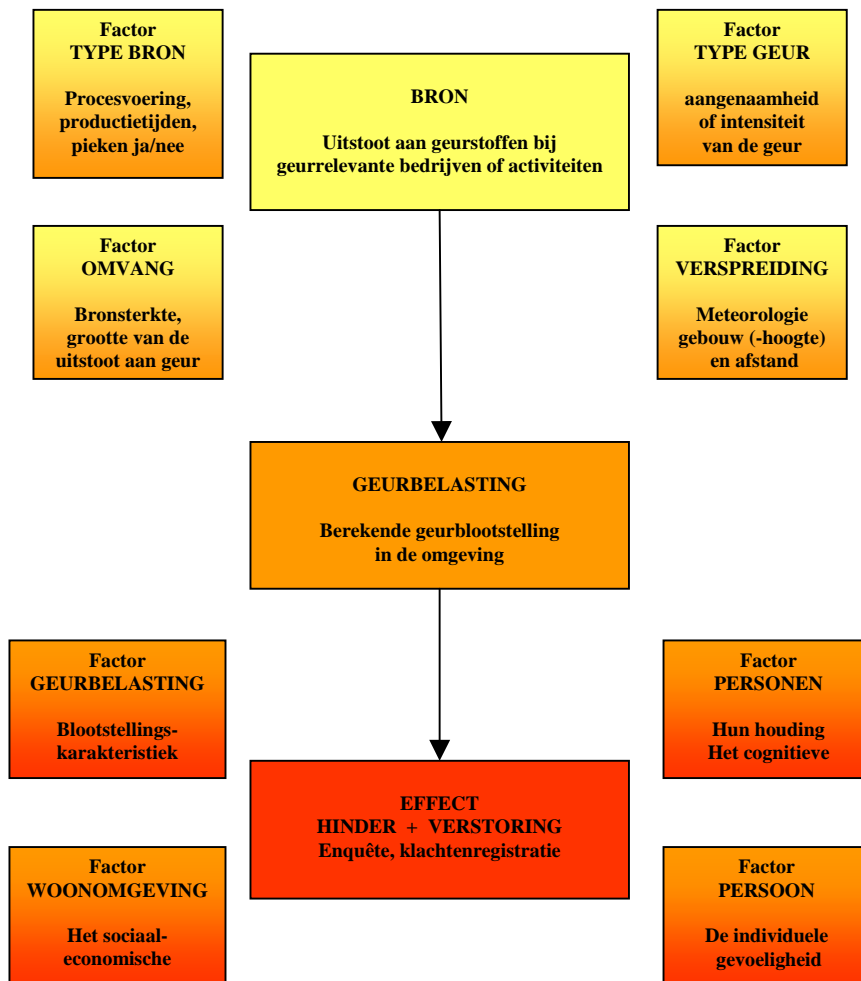 Factor
TYPE BRON
Procesvoering,
productietijden,
pieken ja/nee
BRON
Uitstoot aan geurstoffen bij
geurrelevante bedrijven of activiteiten
Factor
TYPE GEUR
aangenaamheid
of intensiteit
van de geur
Factor
OMVANG
Bronsterkte,
grootte van de
uitstoot aan geur
Factor
VERSPREIDING
Meteorologie
gebouw (-hoogte)
en afstand
GEURBELASTING
Berekende geurblootstelling
in de omgeving
Factor
GEURBELASTING
Blootstellings-
karakteristiek
Factor
PERSONEN
Hun houding
Het cognitieve
EFFECT
HINDER + VERSTORING
Enquête, klachtenregistratie
Factor
WOONOMGEVING
Het sociaal-
economische
Factor
PERSOON
De individuele
gevoeligheid